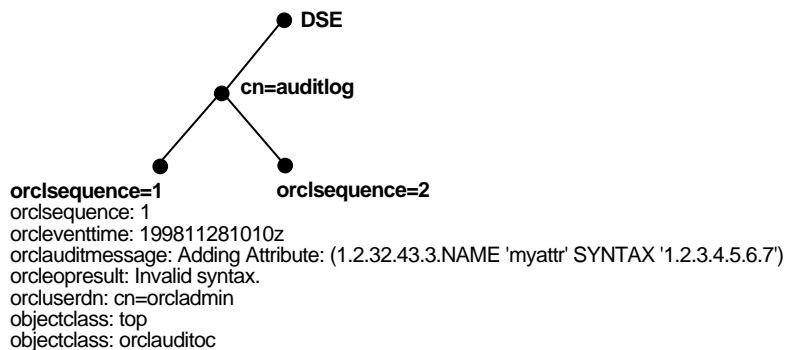 DSE
cn=auditlog
orclsequence=1
orclsequence=2
orclsequence: 1
orcleventtime: 199811281010z
orclauditmessage: Adding Attribute: (1.2.32.43.3.NAME 'myattr' SYNTAX '1.2.3.4.5.6.7')
orcleopresult: Invalid syntax.
orcluserdn: cn=orcladmin
objectclass: top
objectclass: orclauditoc